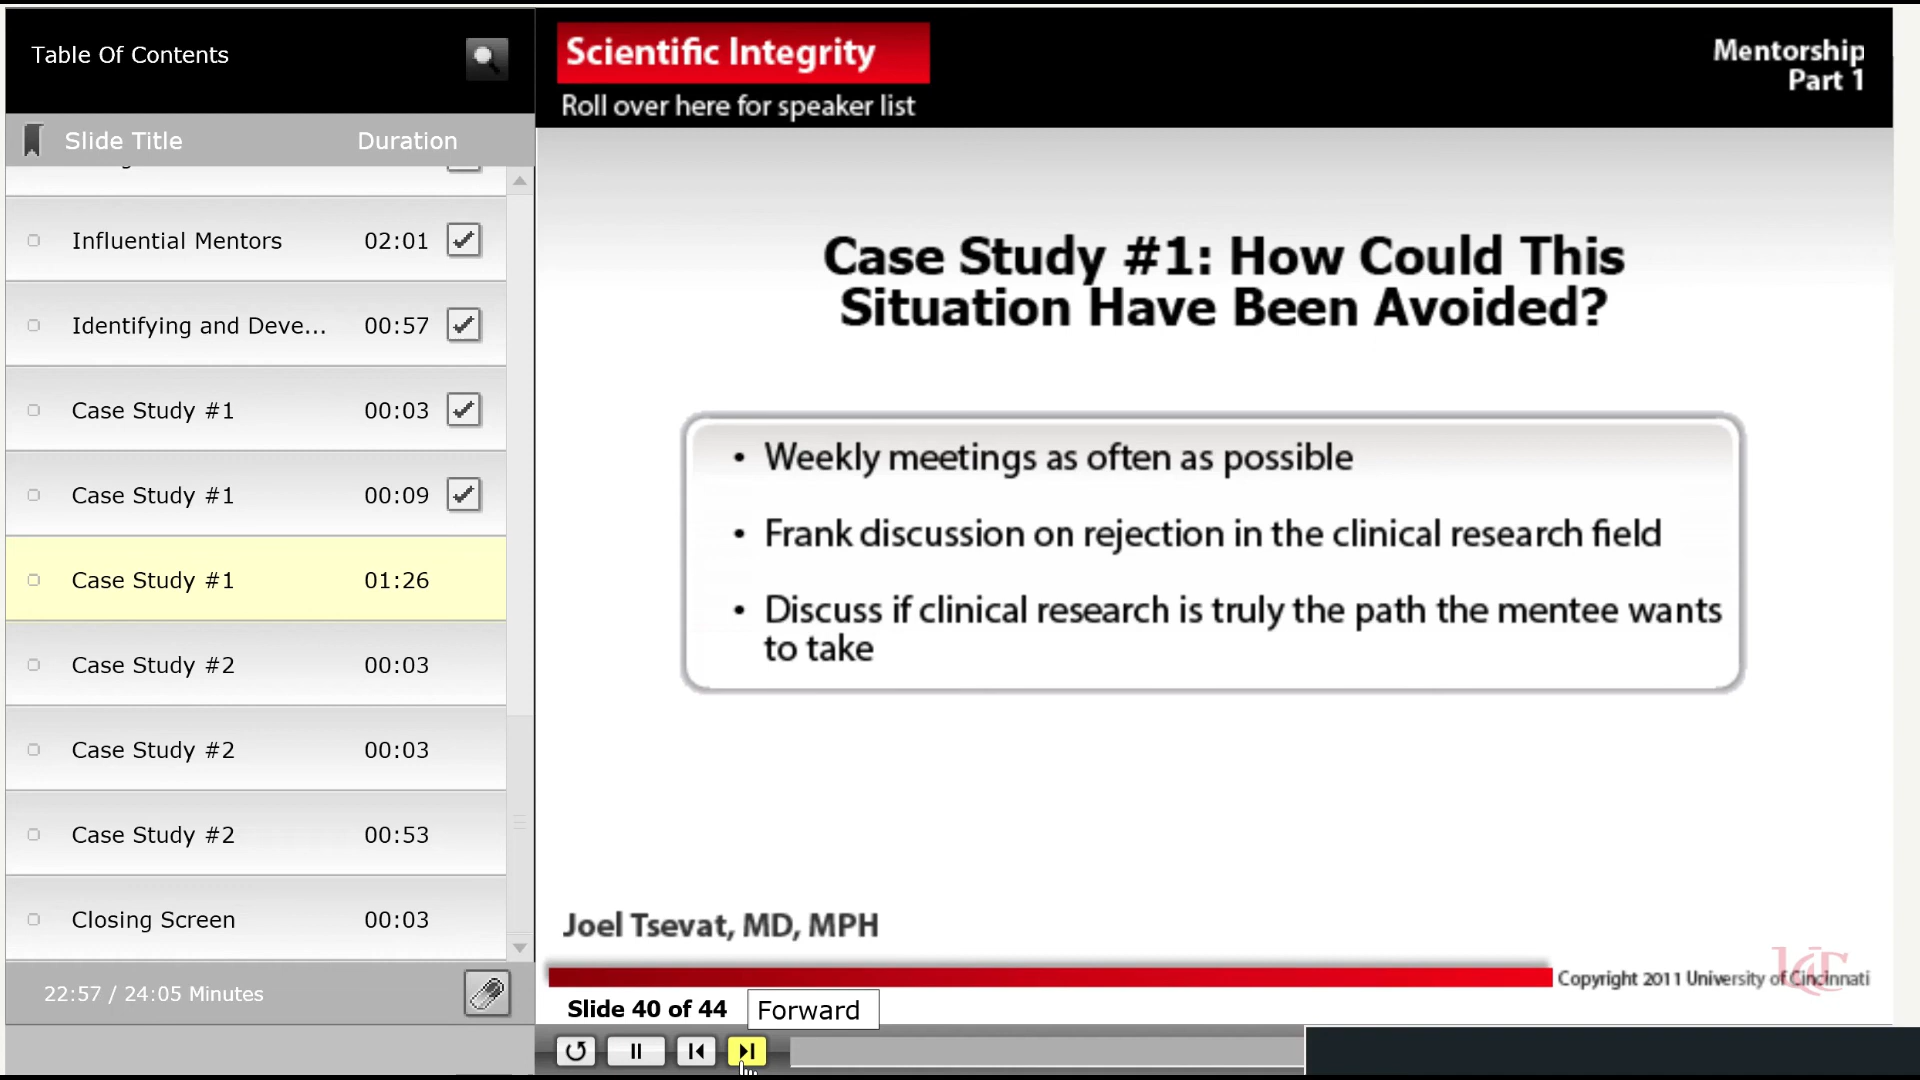 Table Of Contents
Slide Title Duration
Influential Mentors 02:01
Identifying and Deve... 00:57
Case Study #1 00:03
Case Study #1 00:09
Case Study #1 01:26
Case Study #2 00:03
Case Study #2 00:03
Case Study #2 00:53
Closing Screen 00:03
22:57 / 24:05 Minutes
Scientific Integrity
Roll over here for speaker list
Mentorship
Part 1
Case Study #1: How Could This
Situation Have Been Avoided?
• Weekly meetings as often as possible
• Frank discussion on rejection in the clinical research field
• Discuss if clinical research is truly the path the mentee wants
to take
Joel Tsevat, MD, MPH
Copyright 2011 University of Cincinnati
Slide 40 of 44
Forward